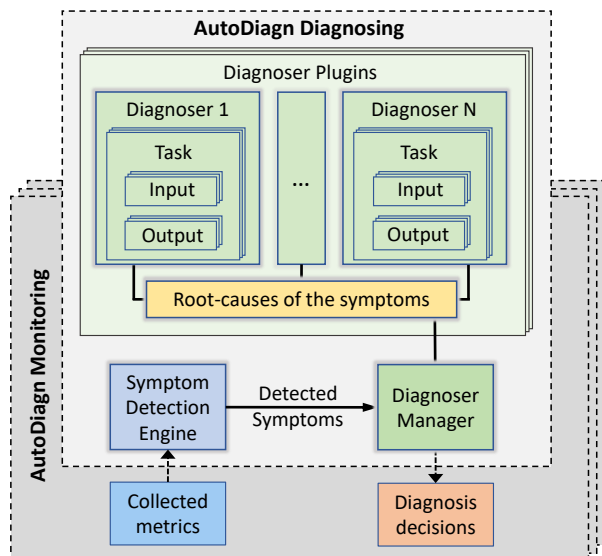 AutoDiagn Diagnosing
Diagnoser Plugins
Diagnoser 1
Task
Input
Output
...
Diagnoser N
Task
Input
Output
Root-causes of the symptoms
AutoDiagn Monitoring
Symptom
Detection
Engine
Detected
Symptoms
Diagnoser
Manager
Collected
metrics
Diagnosis
decisions